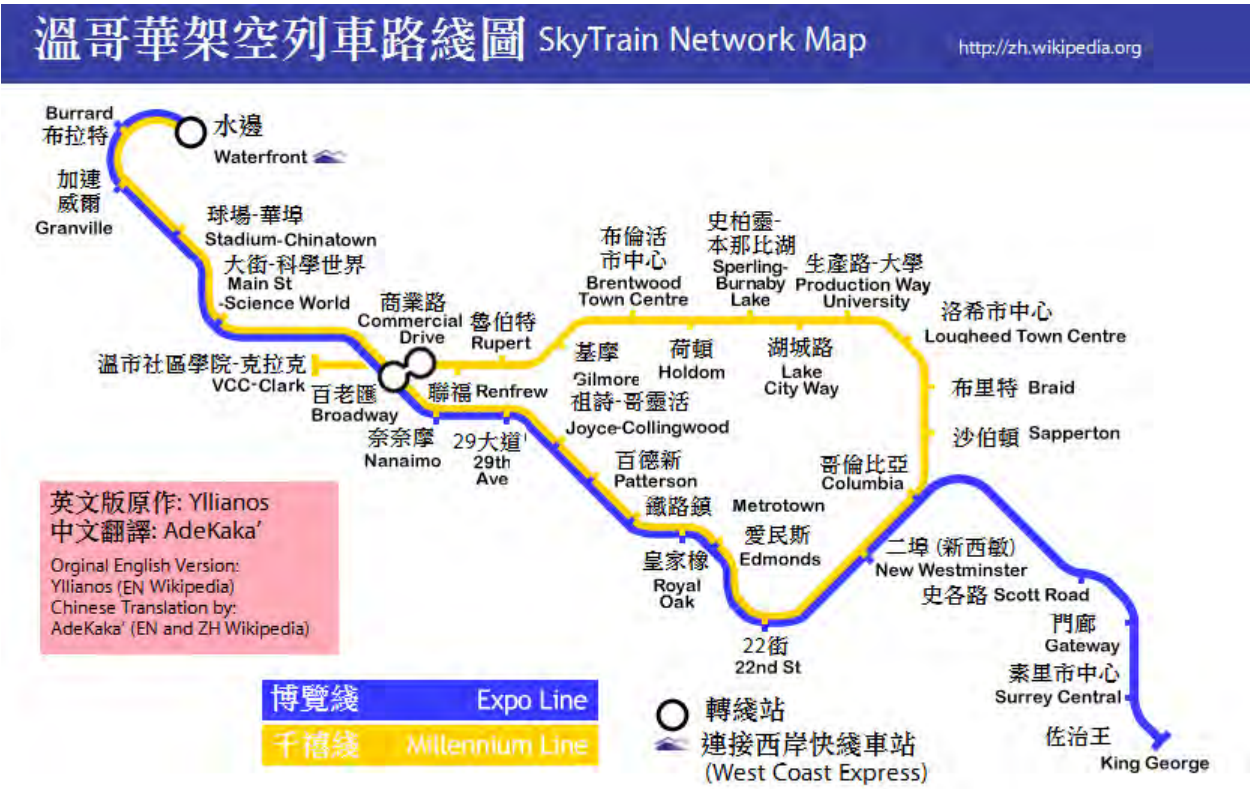 溫哥華架空列車路綫圖 SkyTrain Network Map
http://zh.wikipedia.org
Burrard
布拉特
水邊
Waterfront
加連
威爾
Granville
球場-華埠
Stadium-Chinatown
大街-科學世界
Main St
-Science World
商業路
Commercial
Drive
魯伯特
Rupert
布倫活
市中心
Brentwood
Town Centre
史柏靈-
本那比湖
Sperling-
Burnaby
Lake
生產路-大學
Production Way
University
洛希市中心
Lougheed Town Centre
溫市社區學院-克拉克
VCC-Clark
百老匯
Broadway
聯福 Renfrew
基摩
Gilmore
荷頓
Holdom
湖城路
Lake
City Way
布里特 Braid
沙伯頓 Sapperton
奈奈摩
Nanaimo
29大道
29th
Ave
祖詩-哥靈活
Joyce-Collingwood
百德新
Patterson
鐵路鎮 Metrotown
哥倫比亞
Columbia
皇家橡
Royal
Oak
愛民斯
Edmonds
二埠 (新西敏)
New Westminster
史各路 Scott Road
22街
22nd St
門廊
Gateway
素里市中心
Surrey Central
佐治王
King George
英文版原作: Yllianos
中文翻譯: AdeKaka'
Orginal English Version:
Yllianos (EN Wikipedia)
Chinese Translation by:
AdeKaka' (EN and ZH Wikipedia)
博覽綫 Expo Line
千禧綫 Millennium Line
轉綫站
連接西岸快綫車站
(West Coast Express)